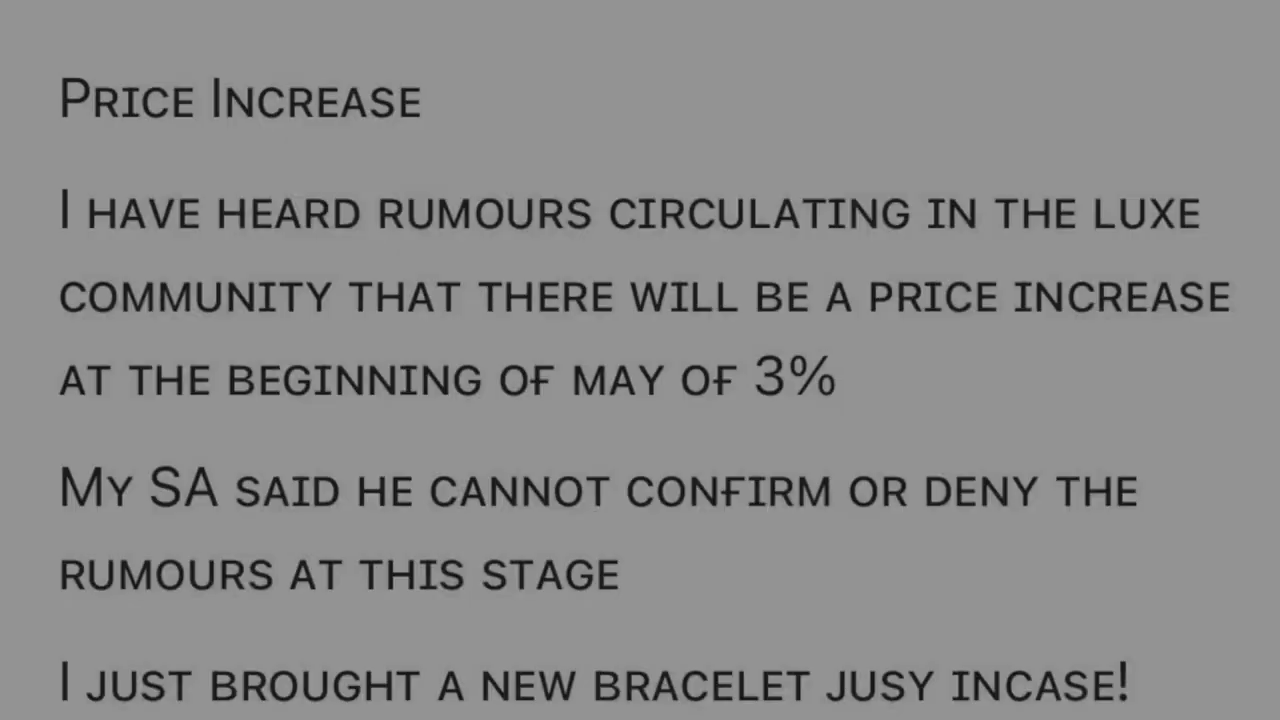 Price Increase
I have heard rumours circulating in the luxe
community that there will be a price increase
at the beginning of may of 3%
My SA said he cannot confirm or deny the
rumours at this stage
I just brought a new bracelet jusy incase!